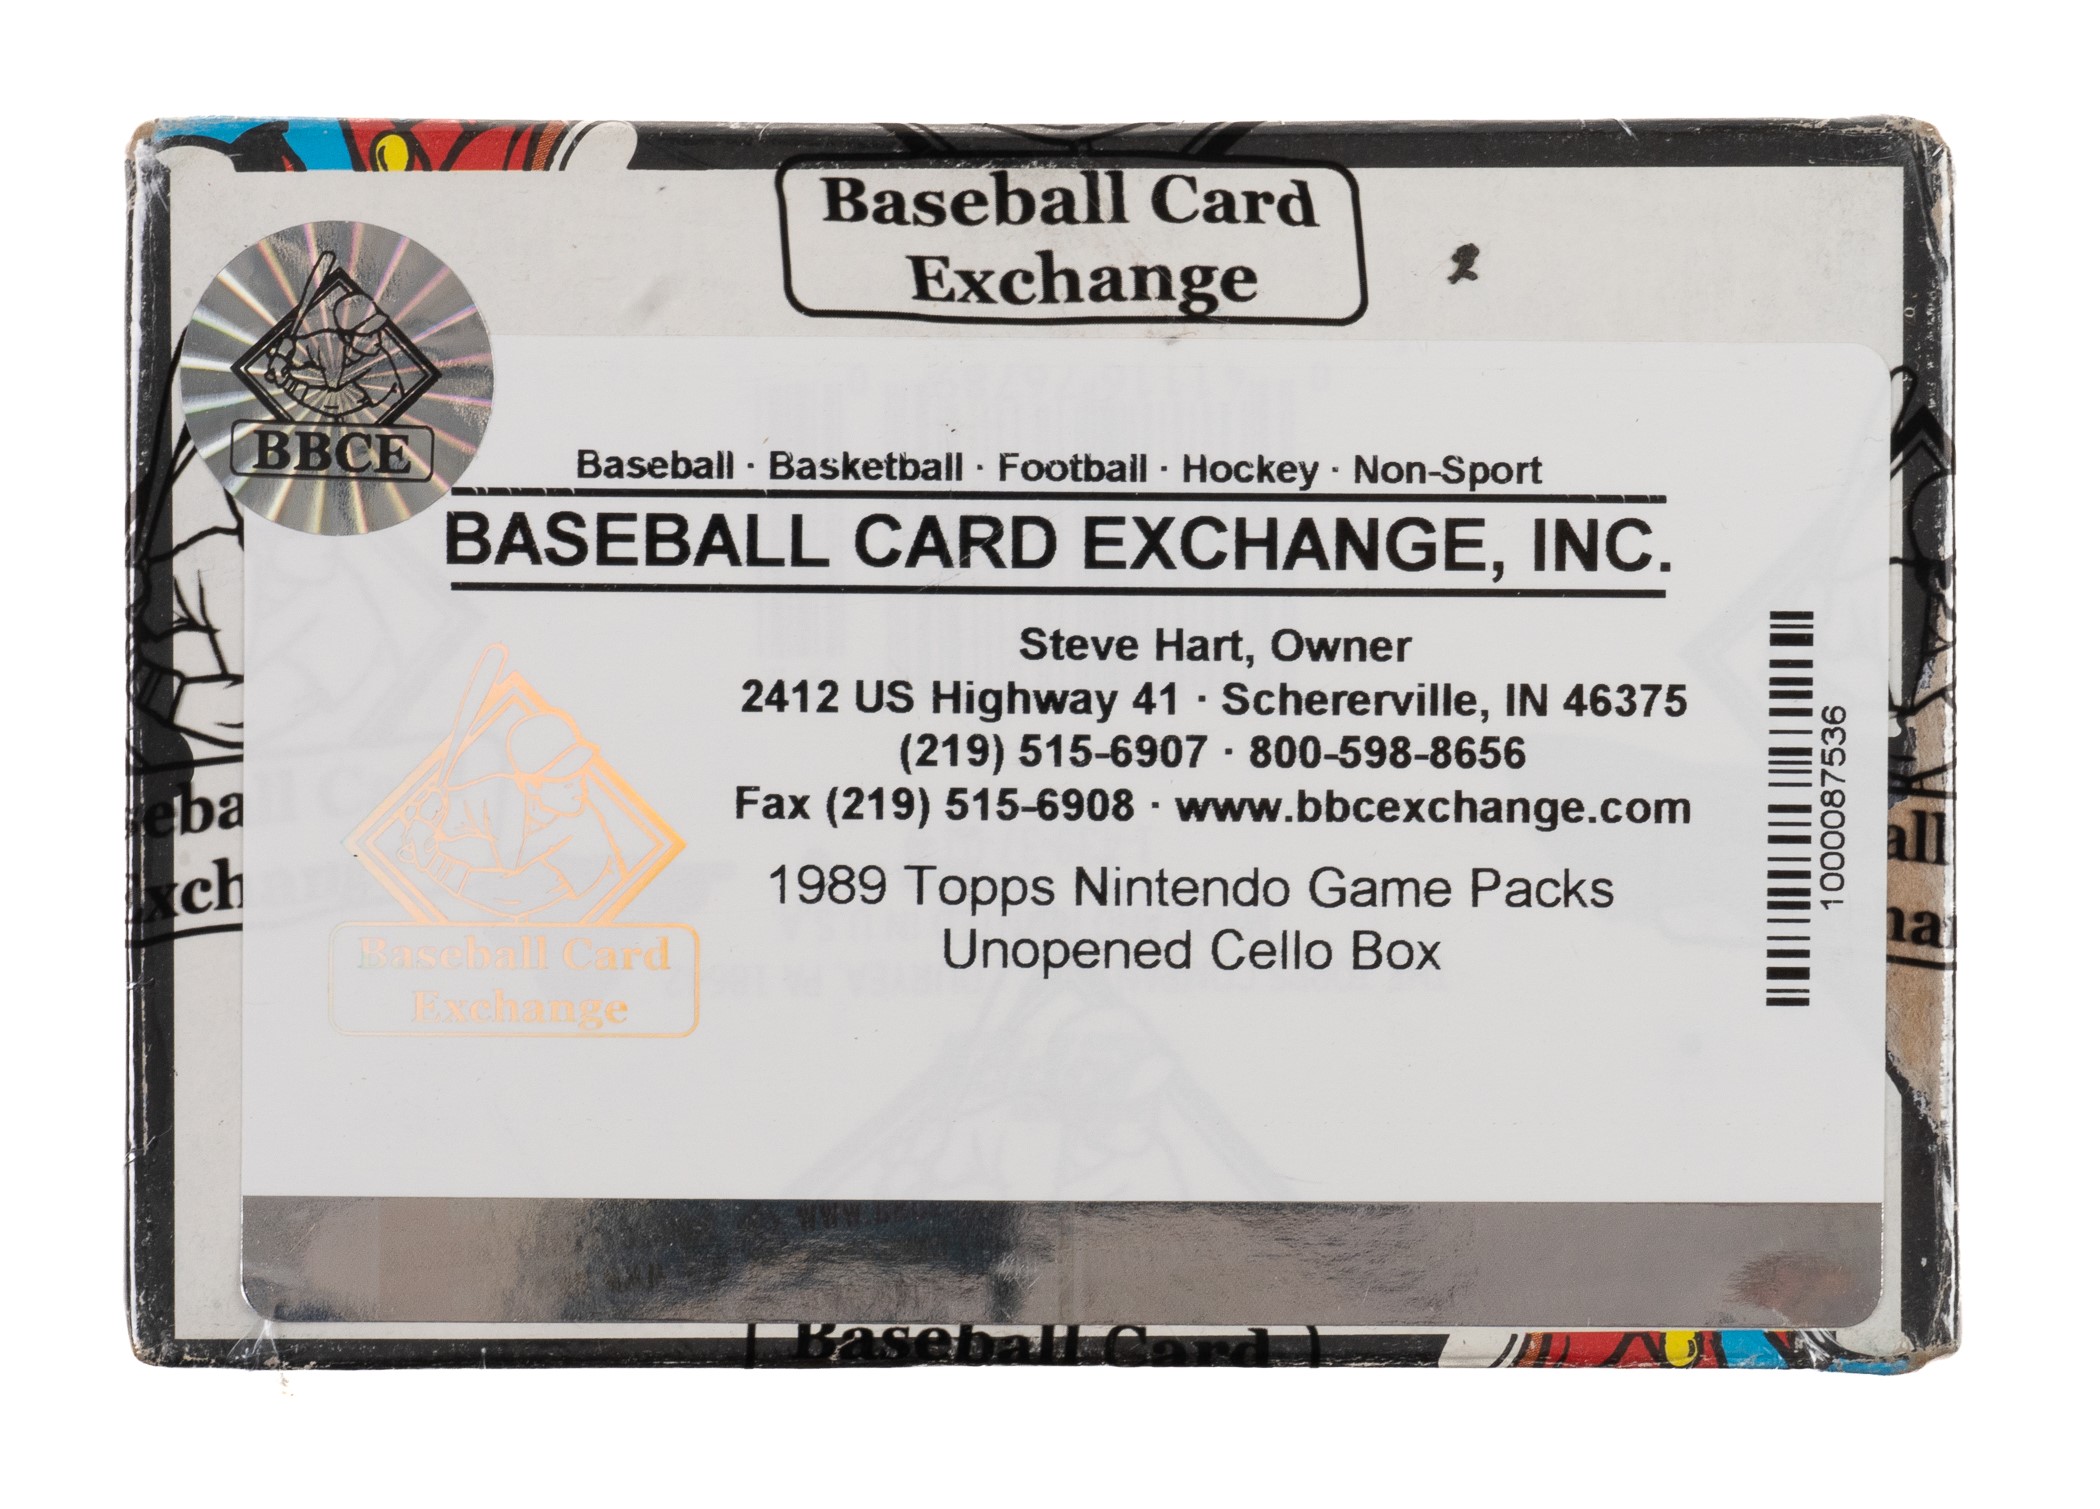 Baseball Card
Exchange
2
BBCE
Baseball · Basketball · Football · Hockey · Non-Sport
BASEBALL CARD EXCHANGE, INC.
Steve Hart, Owner
2412 US Highway 41 · Schererville, IN 46375
(219) 515-6907 · 800-598-8656
Fax (219) 515-6908 · www.bbcexchange.com
1989 Topps Nintendo Game Packs
Unopened Cello Box
1000087536
Baseball Card
Exchange
Baseball Card